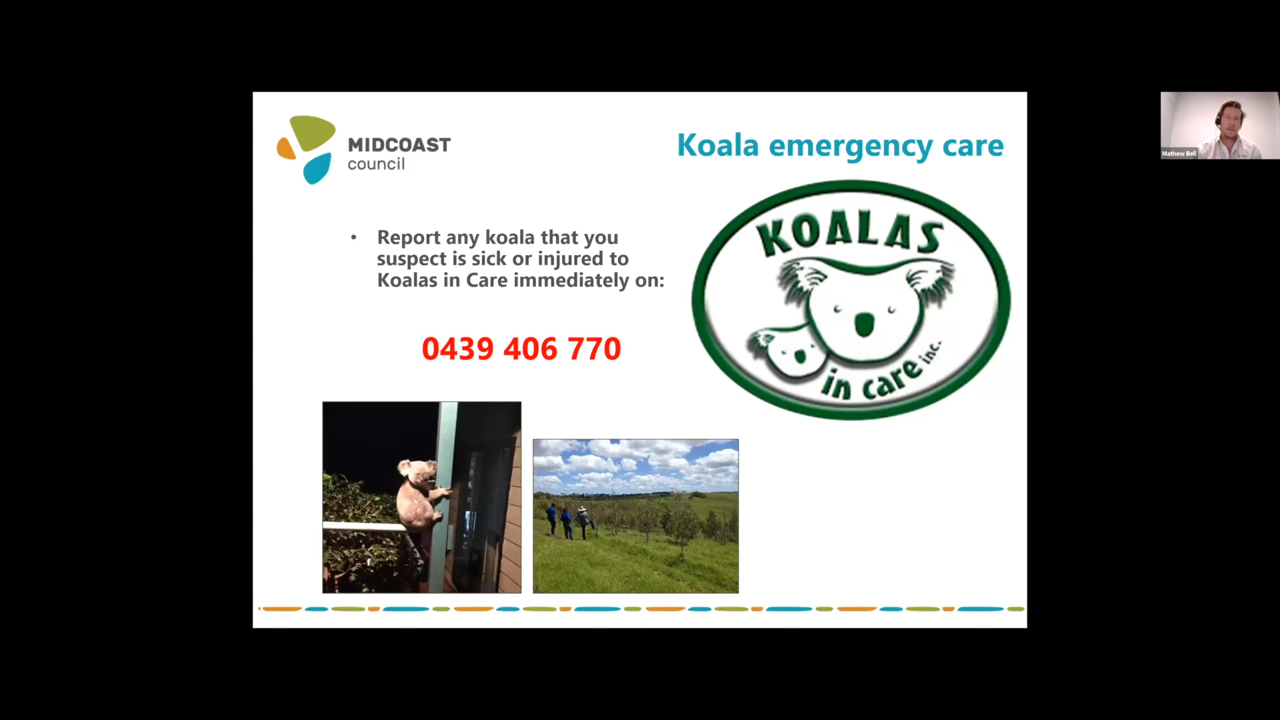 MIDCOAST
council
Koala emergency care
• Report any koala that you
suspect is sick or injured to
Koalas in Care immediately on:
0439 406 770
KOALAS
in care inc.
Mathew Bell